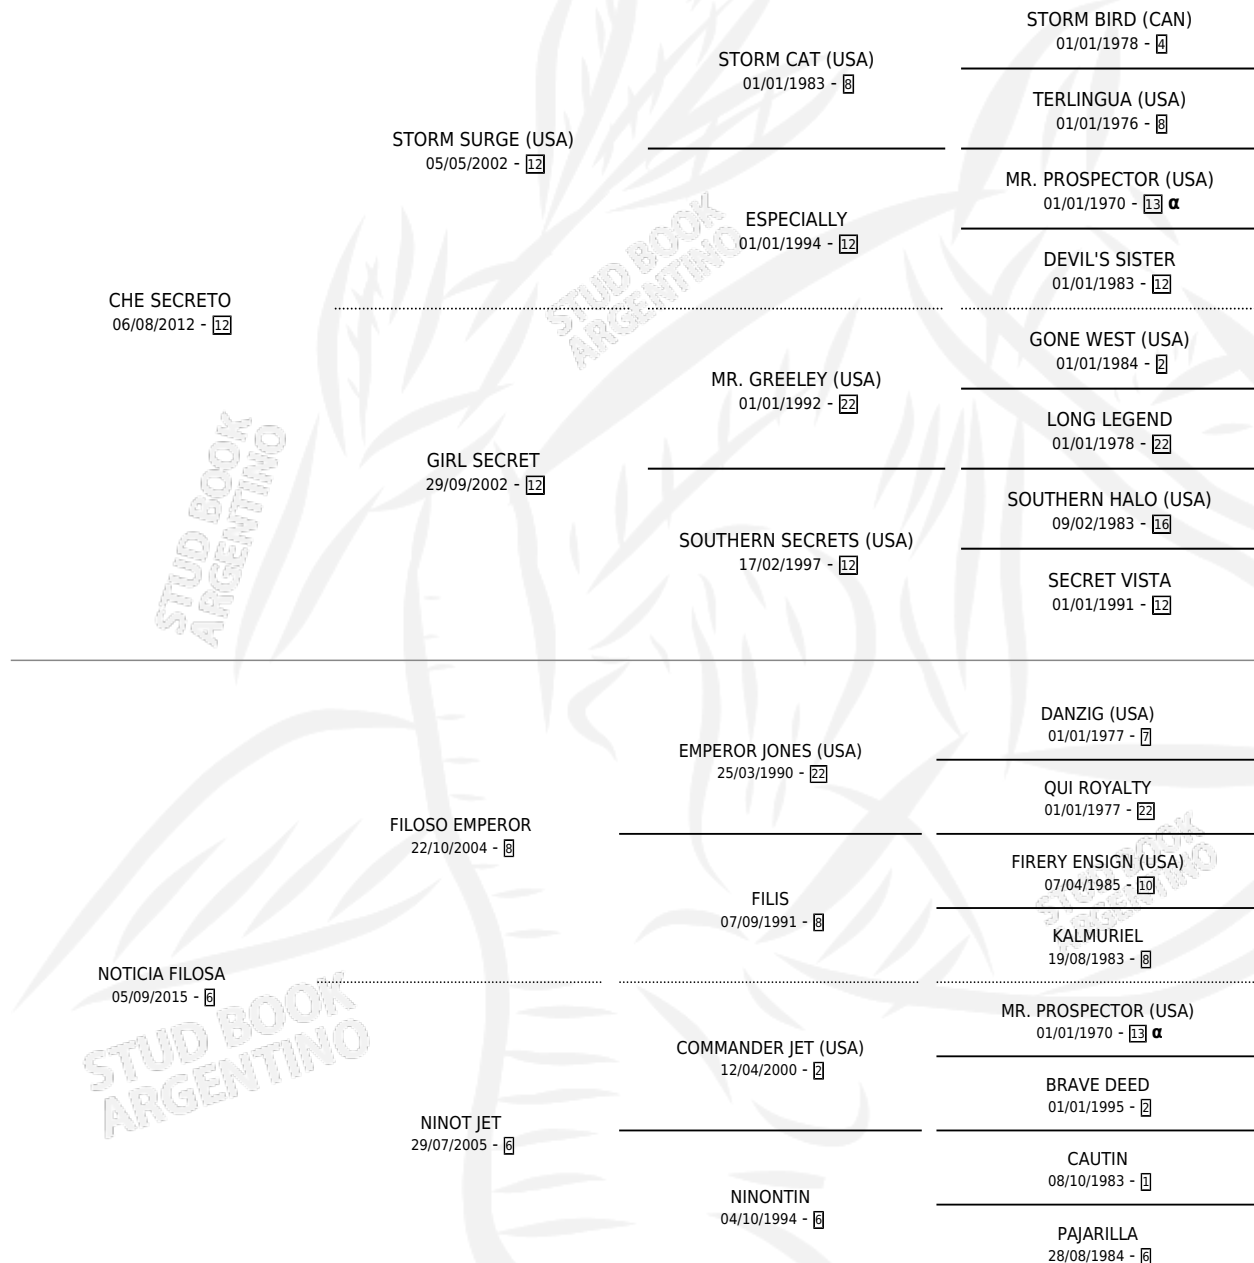 STORM BIRD (CAN)
01/01/1978 - 4
STORM CAT (USA)
01/01/1983 - 8
TERLINGUA (USA)
01/01/1976 - 8
STORM SURGE (USA)
05/05/2002 - 12
MR. PROSPECTOR (USA)
01/01/1970 - 13 α
ESPECIALLY
01/01/1994 - 12
DEVIL'S SISTER
01/01/1983 - 12
CHE SECRETO
06/08/2012 - 12
GONE WEST (USA)
01/01/1984 - 2
MR. GREELEY (USA)
01/01/1992 - 22
LONG LEGEND
01/01/1978 - 22
GIRL SECRET
29/09/2002 - 12
SOUTHERN HALO (USA)
09/02/1983 - 16
SOUTHERN SECRETS (USA)
17/02/1997 - 12
SECRET VISTA
01/01/1991 - 12
DANZIG (USA)
01/01/1977 - 7
EMPEROR JONES (USA)
25/03/1990 - 22
QUI ROYALTY
01/01/1977 - 22
FILOSO EMPEROR
22/10/2004 - 8
FIRERY ENSIGN (USA)
07/04/1985 - 10
FILIS
07/09/1991 - 8
KALMURIEL
19/08/1983 - 8
NOTICIA FILOSA
05/09/2015 - 6
MR. PROSPECTOR (USA)
01/01/1970 - 13 α
COMMANDER JET (USA)
12/04/2000 - 2
BRAVE DEED
01/01/1995 - 2
NINOT JET
29/07/2005 - 6
CAUTIN
08/10/1983 - 1
NINONTIN
04/10/1994 - 6
PAJARILLA
28/08/1984 - 6
STUD BOOK
ARGENTINO
STUD BOOK
ARGENTINO
STUD BOOK
ARGENTINO
STUD BOOK
ARGENTINO